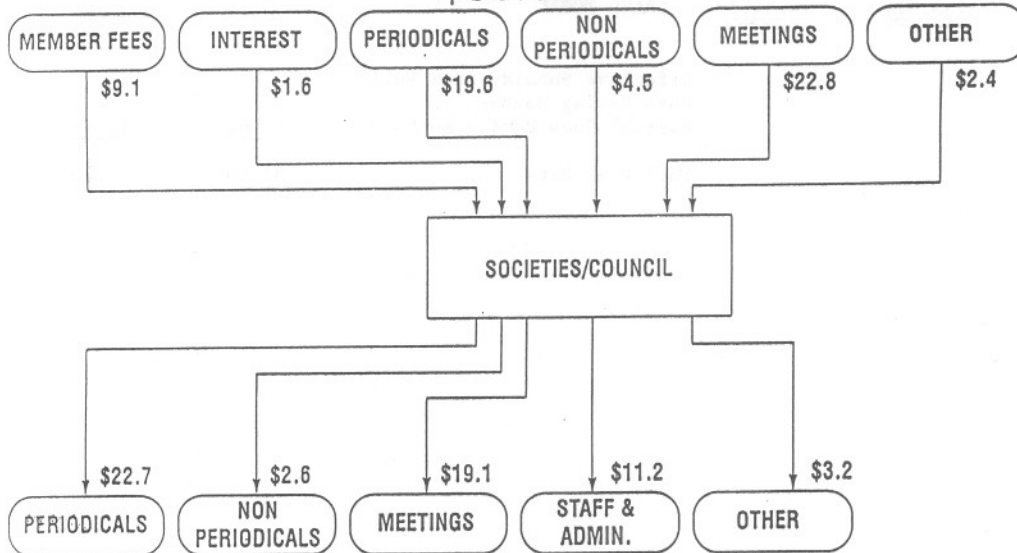 MEMBER FEES
INTEREST
PERIODICALS
NON
PERIODICALS
MEETINGS
OTHER
$9.1
$1.6
$19.6
$4.5
$22.8
$2.4
SOCIETIES/COUNCIL
$22.7
$2.6
$19.1
$11.2
$3.2
PERIODICALS
NON
PERIODICALS
MEETINGS
STAFF &
ADMIN.
OTHER